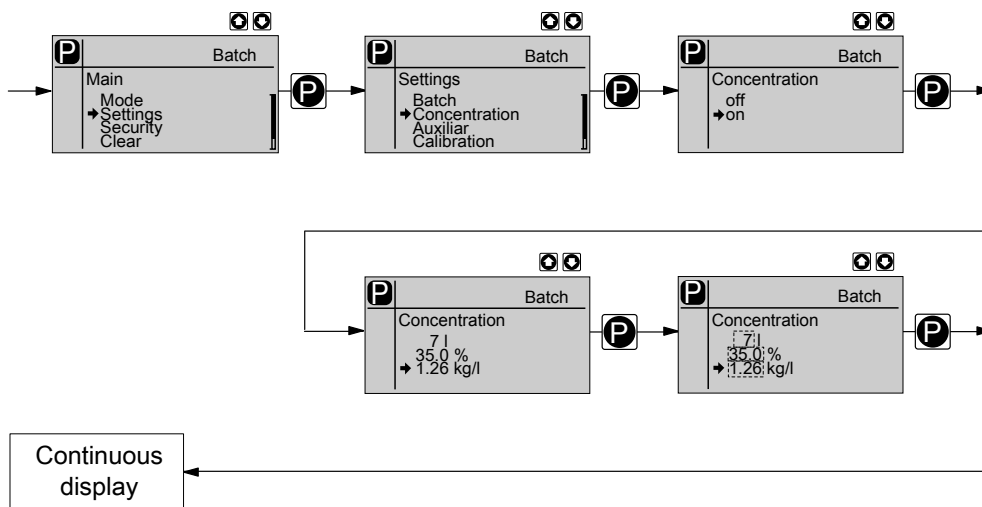 P
Batch
Main
Mode
➜Settings
Security
Clear
P
P
Batch
Settings
Batch
➜Concentration
Auxiliar
Calibration
P
P
Batch
Concentration
off
➜on
P
P
Batch
Concentration
7 l
35.0 %
➜ 1.26 kg/l
P
P
Batch
Concentration
7 l
35.0 %
➜ 1.26 kg/l
P
Continuous
display